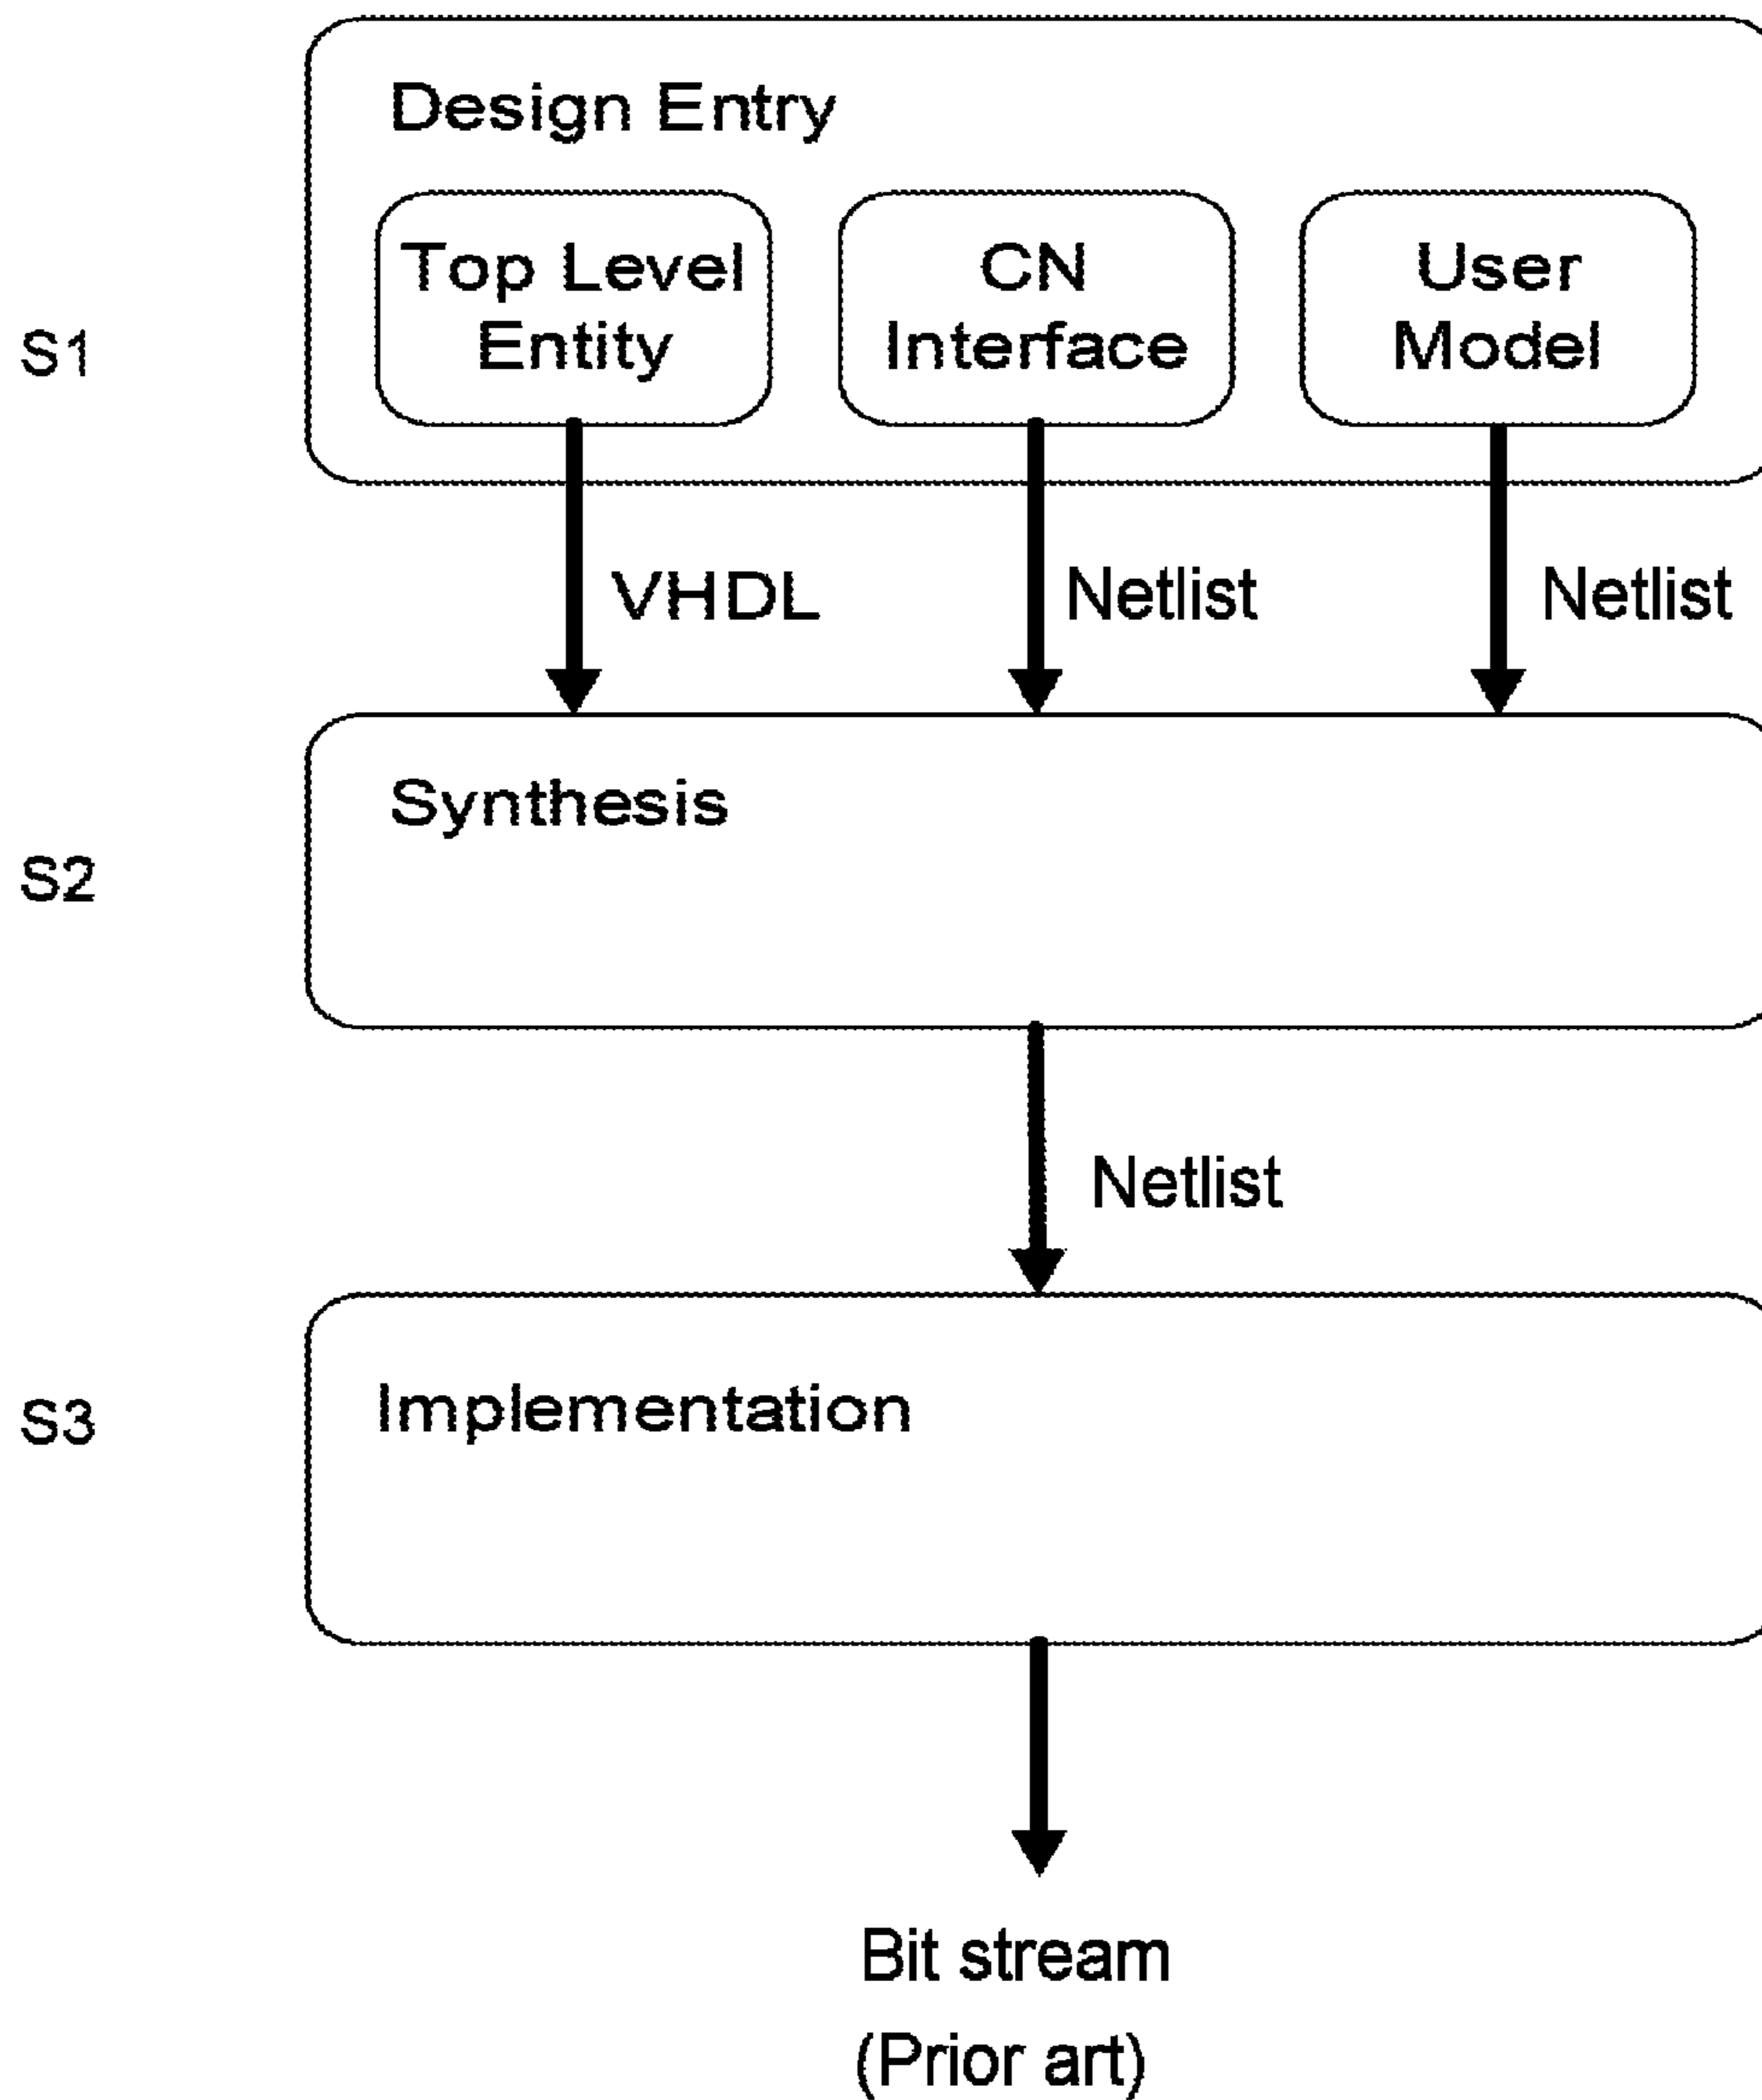 Design Entry
Top Level
Entity
CN
Interface
User
Model
S1
VHDL
Netlist
Netlist
Synthesis
S2
Netlist
Implementation
S3
Bit stream
(Prior art)